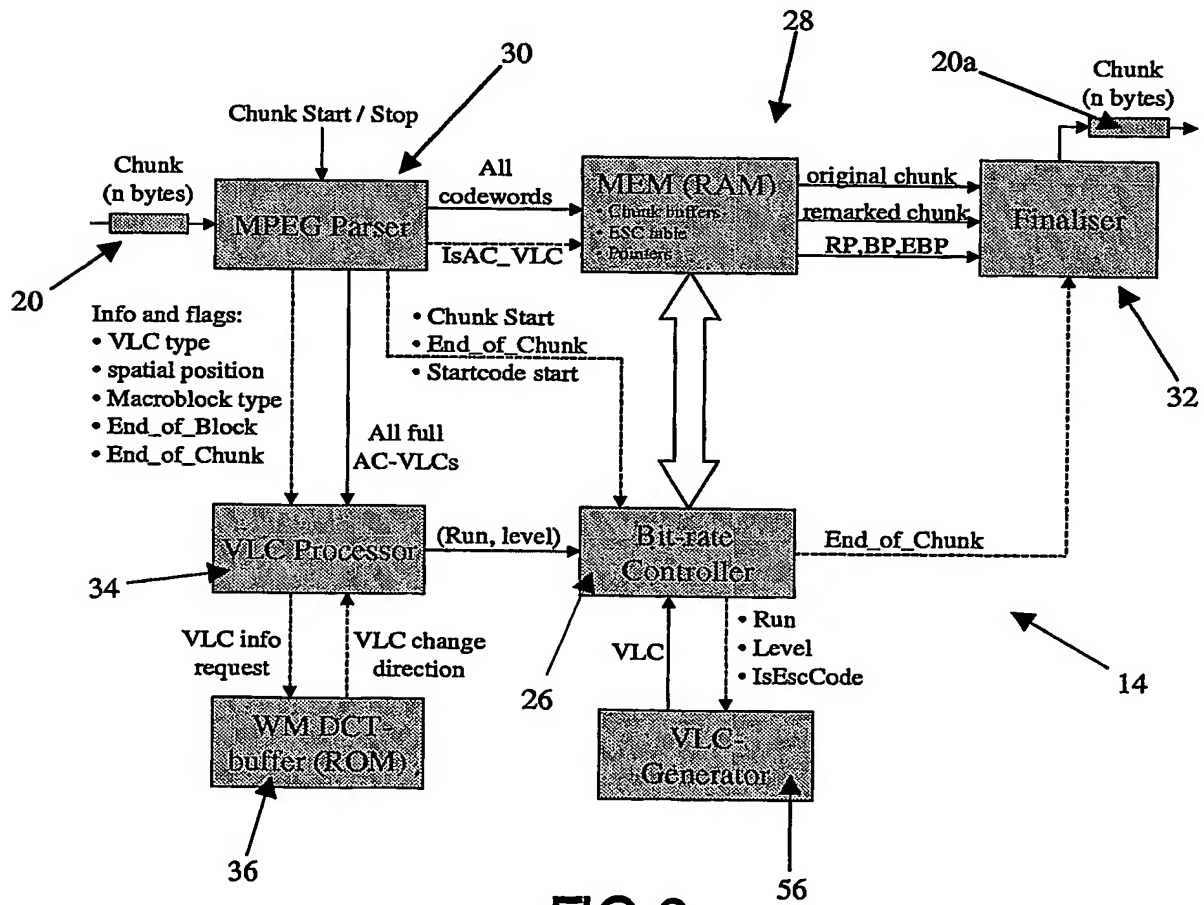 28
30
20a
Chunk
(n bytes)
Chunk Start / Stop
Chunk
(n bytes)
MPEG Parser
All
codewords
IsAC_VLC
MEM (RAM)
• Chunk buffers
• ESC table
• Pointers
original chunk
remarked chunk
RP,BP,EBP
Finaliser
20
32
Info and flags:
• VLC type
• spatial position
• Macroblock type
• End_of_Block
• End_of_Chunk
All full
AC-VLCs
• Chunk Start
• End_of_Chunk
• Startcode start
VLC Processor
(Run, level)
Bit-rate
Controller
End_of_Chunk
34
26
14
VLC info
request
VLC change
direction
VLC
• Run
• Level
• IsEscCode
WM DCT-
buffer (ROM)
VLC-
Generator
36
56